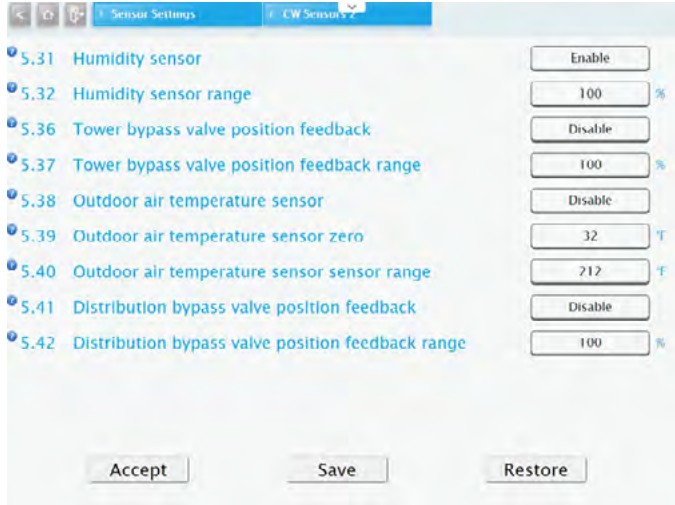 Sensor Settings CW Sensors 2
5.31 Humidity sensor Enable
5.32 Humidity sensor range 100 %
5.36 Tower bypass valve position feedback Disable
5.37 Tower bypass valve position feedback range 100 %
5.38 Outdoor air temperature sensor Disable
5.39 Outdoor air temperature sensor zero 32 °F
5.40 Outdoor air temperature sensor sensor range 212 °F
5.41 Distribution bypass valve position feedback Disable
5.42 Distribution bypass valve position feedback range 100 %
Accept Save Restore